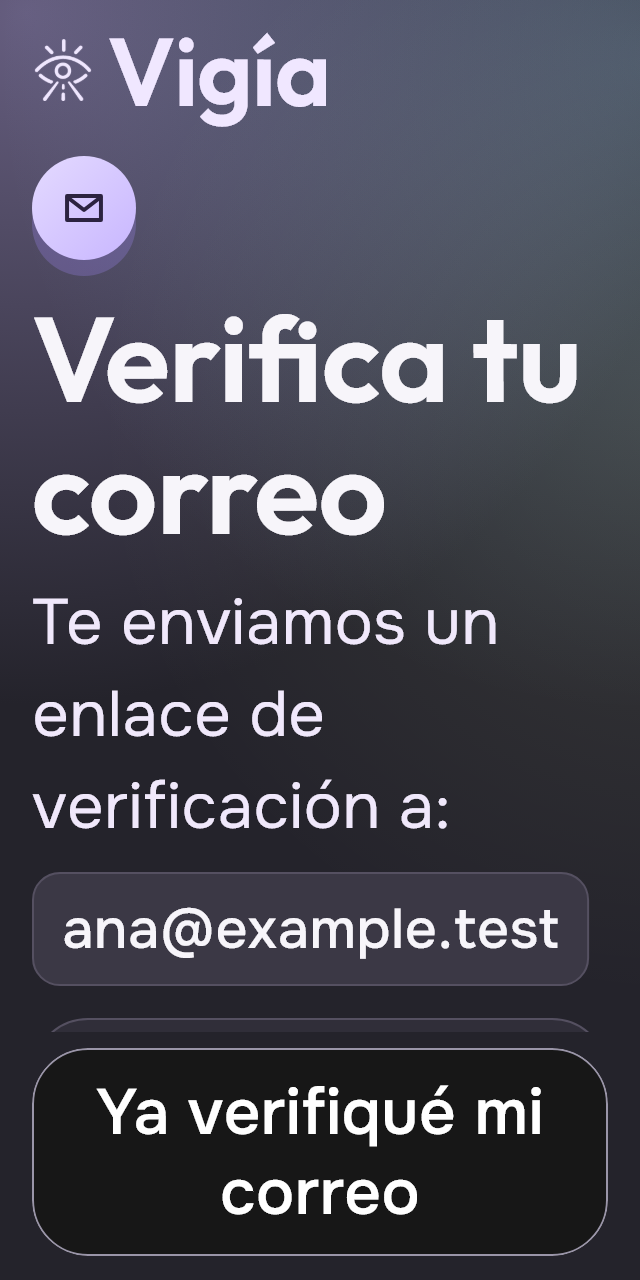 Vigía
Verifica tu
correo
Te enviamos un
enlace de
verificación a:
ana@example.test
Ya verifiqué mi
correo